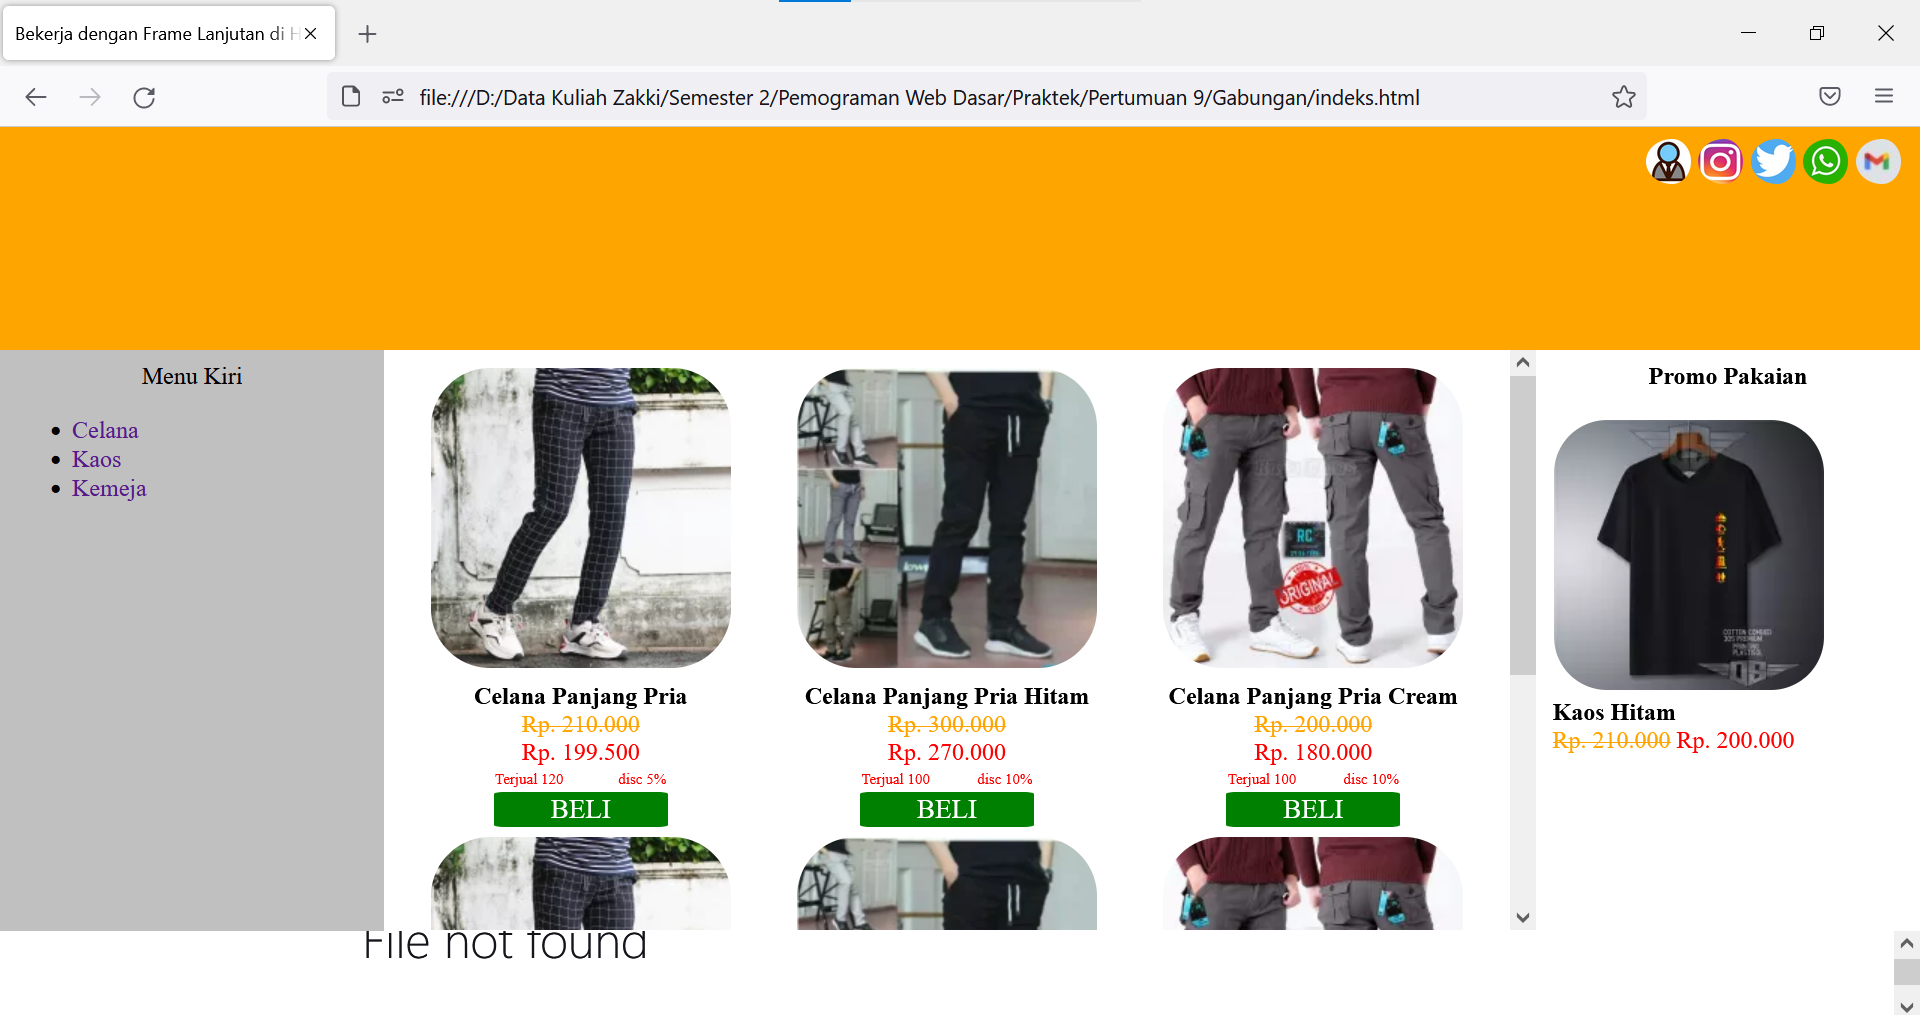 Bekerja dengan Frame Lanjutan di H
file:///D:/Data Kuliah Zakki/Semester 2/Pemograman Web Dasar/Praktek/Pertumuan 9/Gabungan/indeks.html
Menu Kiri
Celana
Kaos
Kemeja
RC
100%
ORIGINAL
Celana Panjang Pria
Rp. 210.000
Rp. 199.500
Terjual 120 disc 5%
BELI
Celana Panjang Pria Hitam
Rp. 300.000
Rp. 270.000
Terjual 100 disc 10%
BELI
Celana Panjang Pria Cream
Rp. 200.000
Rp. 180.000
Terjual 100 disc 10%
BELI
Promo Pakaian
Kaos Hitam
Rp. 210.000 Rp. 200.000
File not found